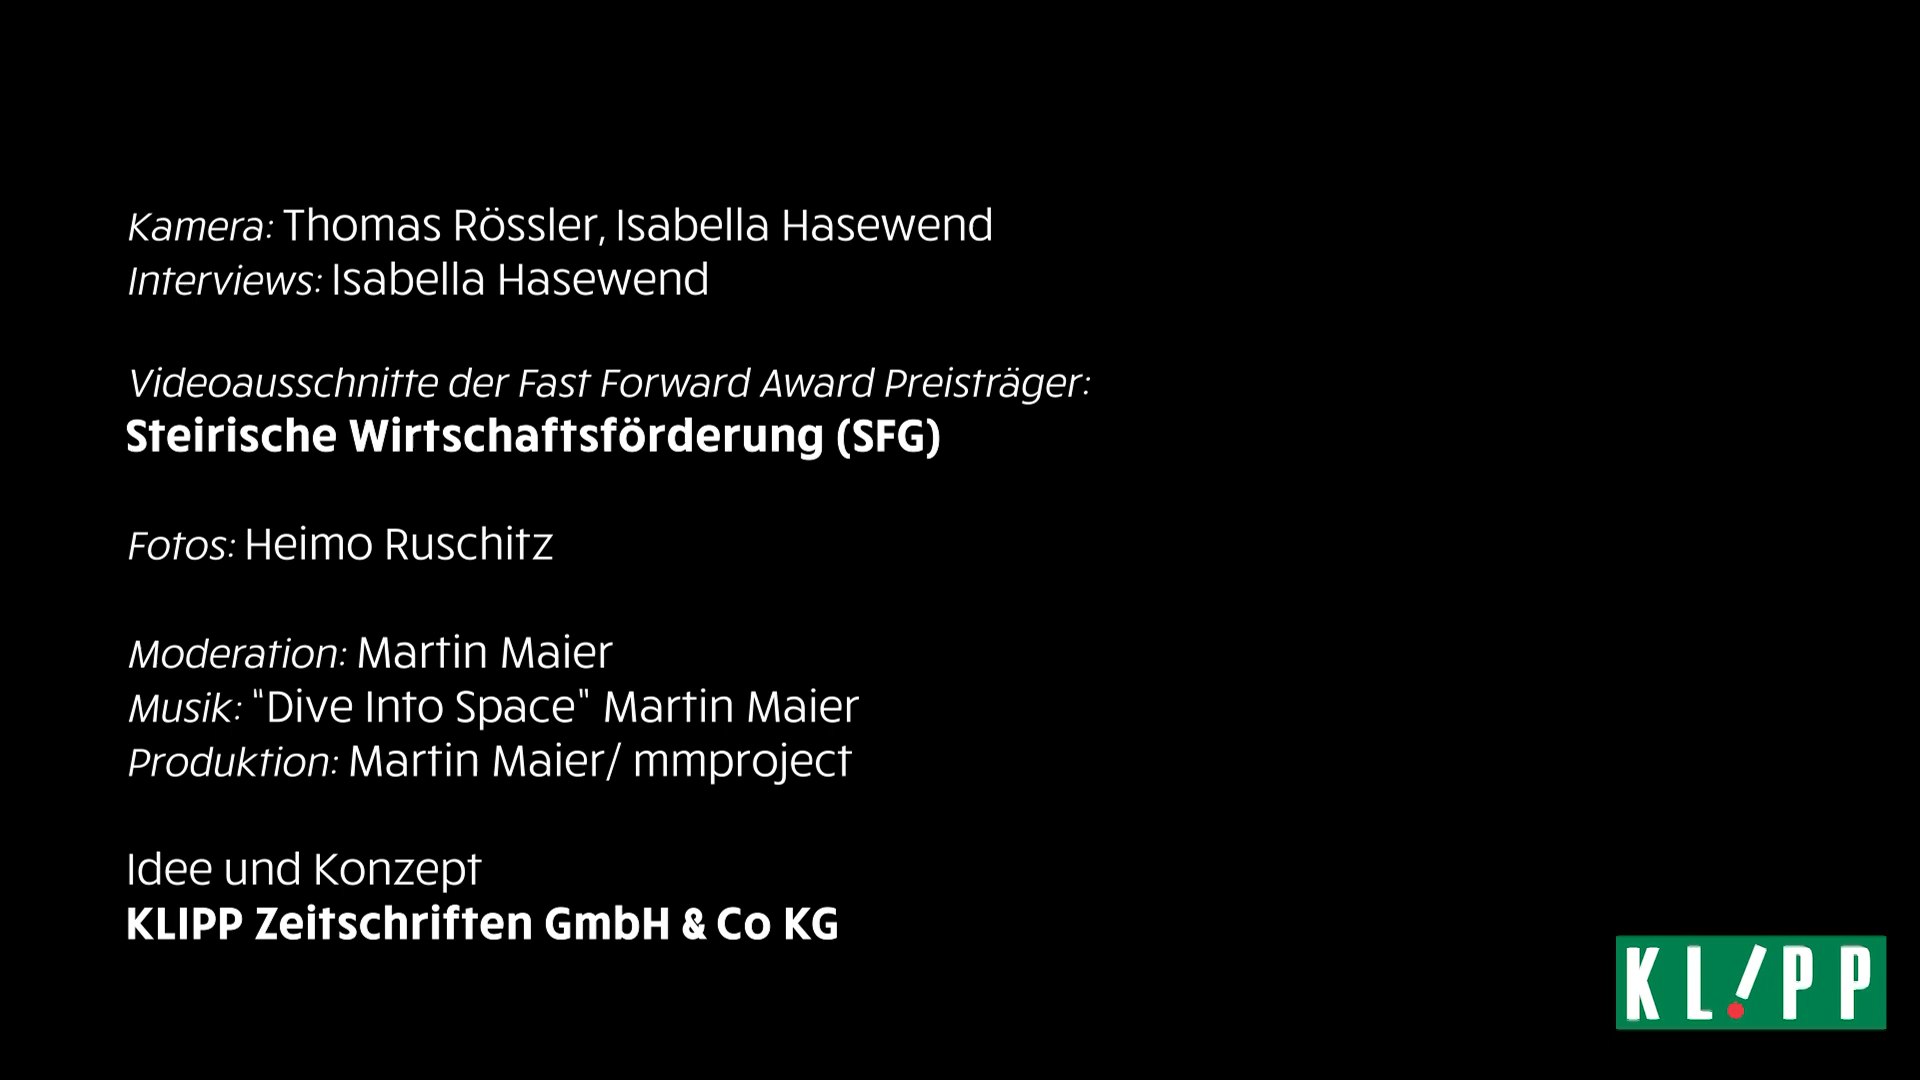 Kamera: Thomas Rössler, Isabella Hasewend
Interviews: Isabella Hasewend
Videoausschnitte der Fast Forward Award Preisträger:
Steirische Wirtschaftsförderung (SFG)
Fotos: Heimo Ruschitz
Moderation: Martin Maier
Musik: "Dive Into Space" Martin Maier
Produktion: Martin Maier/ mmproject
Idee und Konzept
KLIPP Zeitschriften GmbH & Co KG
KL!PP